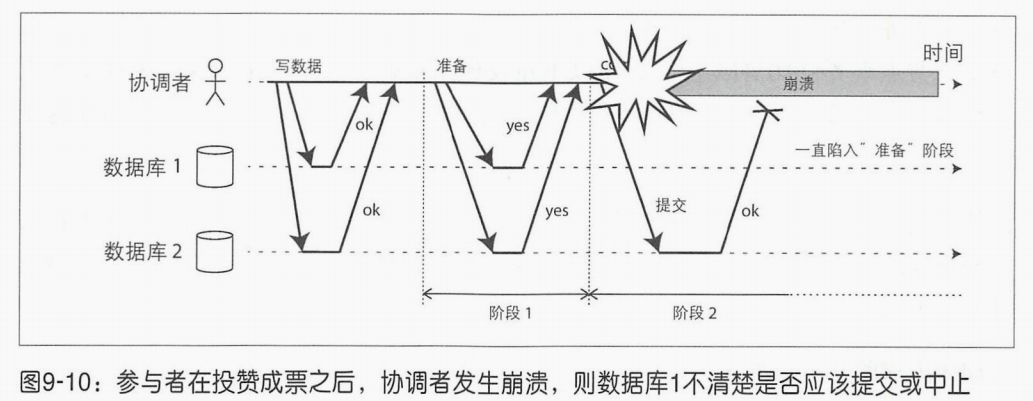 时间
协调者
写数据
准备
崩溃
ok
yes
数据库 1
一直陷入"准备"阶段
ok
yes
提交
ok
数据库 2
阶段 1
阶段 2
图9-10：参与者在投赞成票之后，协调者发生崩溃，则数据库1不清楚是否应该提交或中止